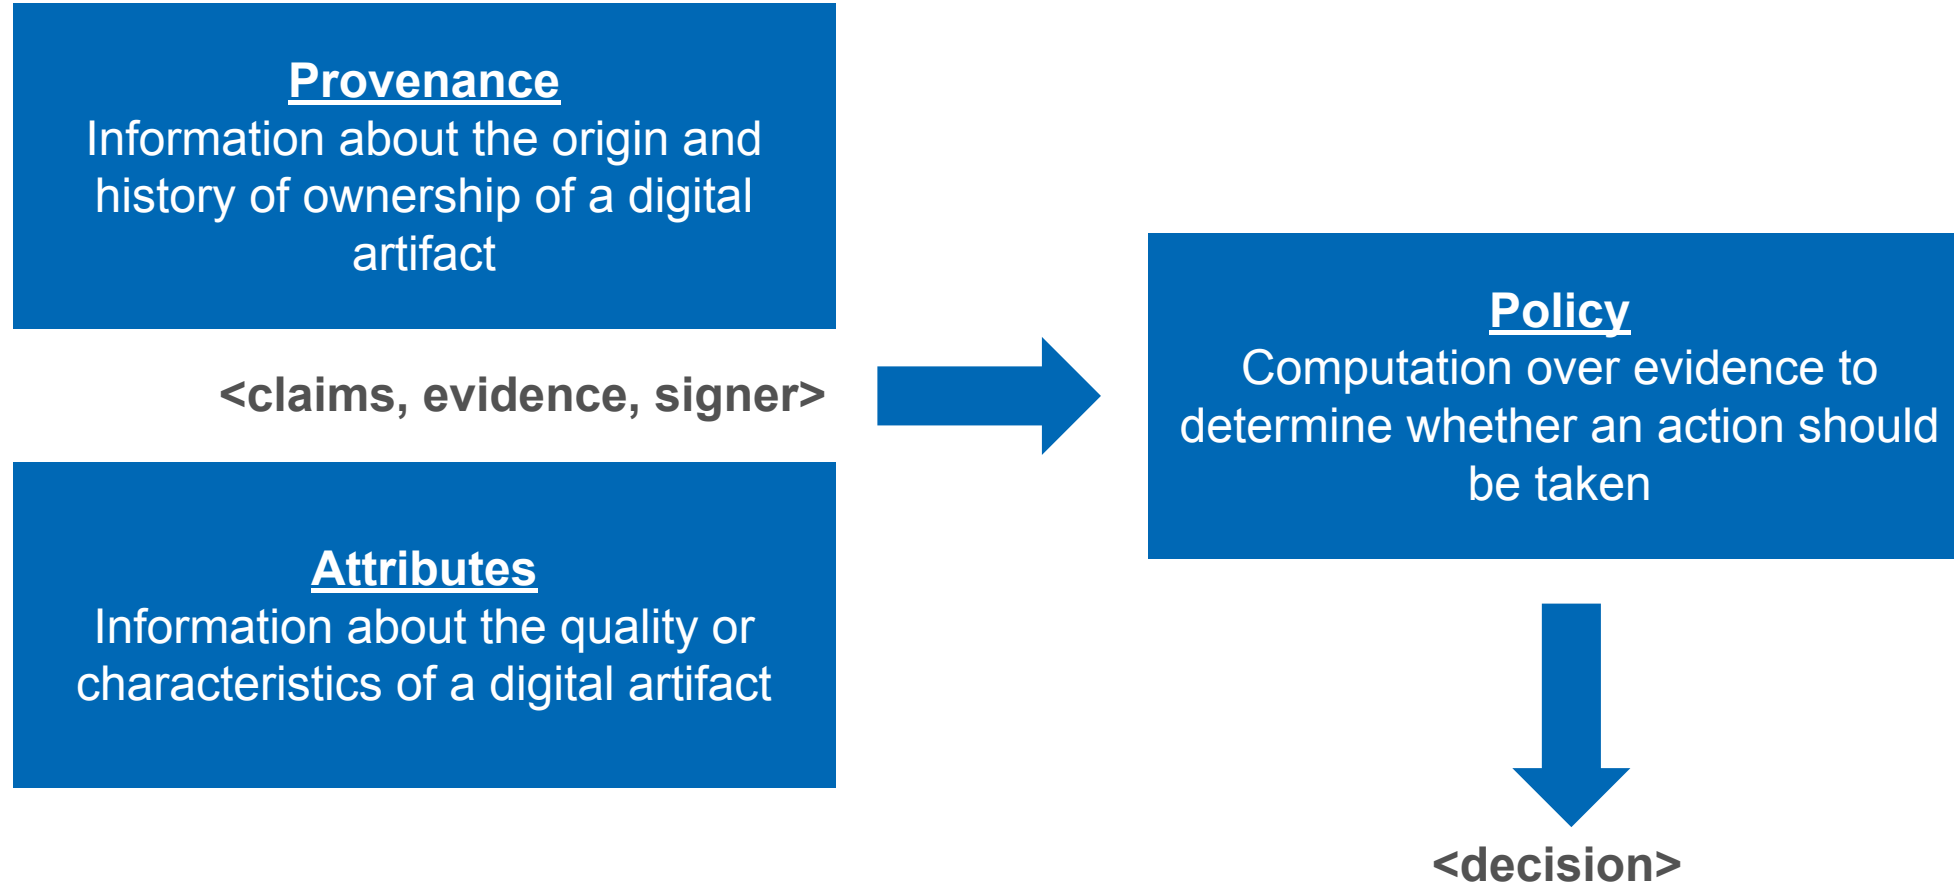 Provenance
Information about the origin and
history of ownership of a digital
artifact
<claims, evidence, signer>
Attributes
Information about the quality or
characteristics of a digital artifact
Policy
Computation over evidence to
determine whether an action should
be taken
<decision>